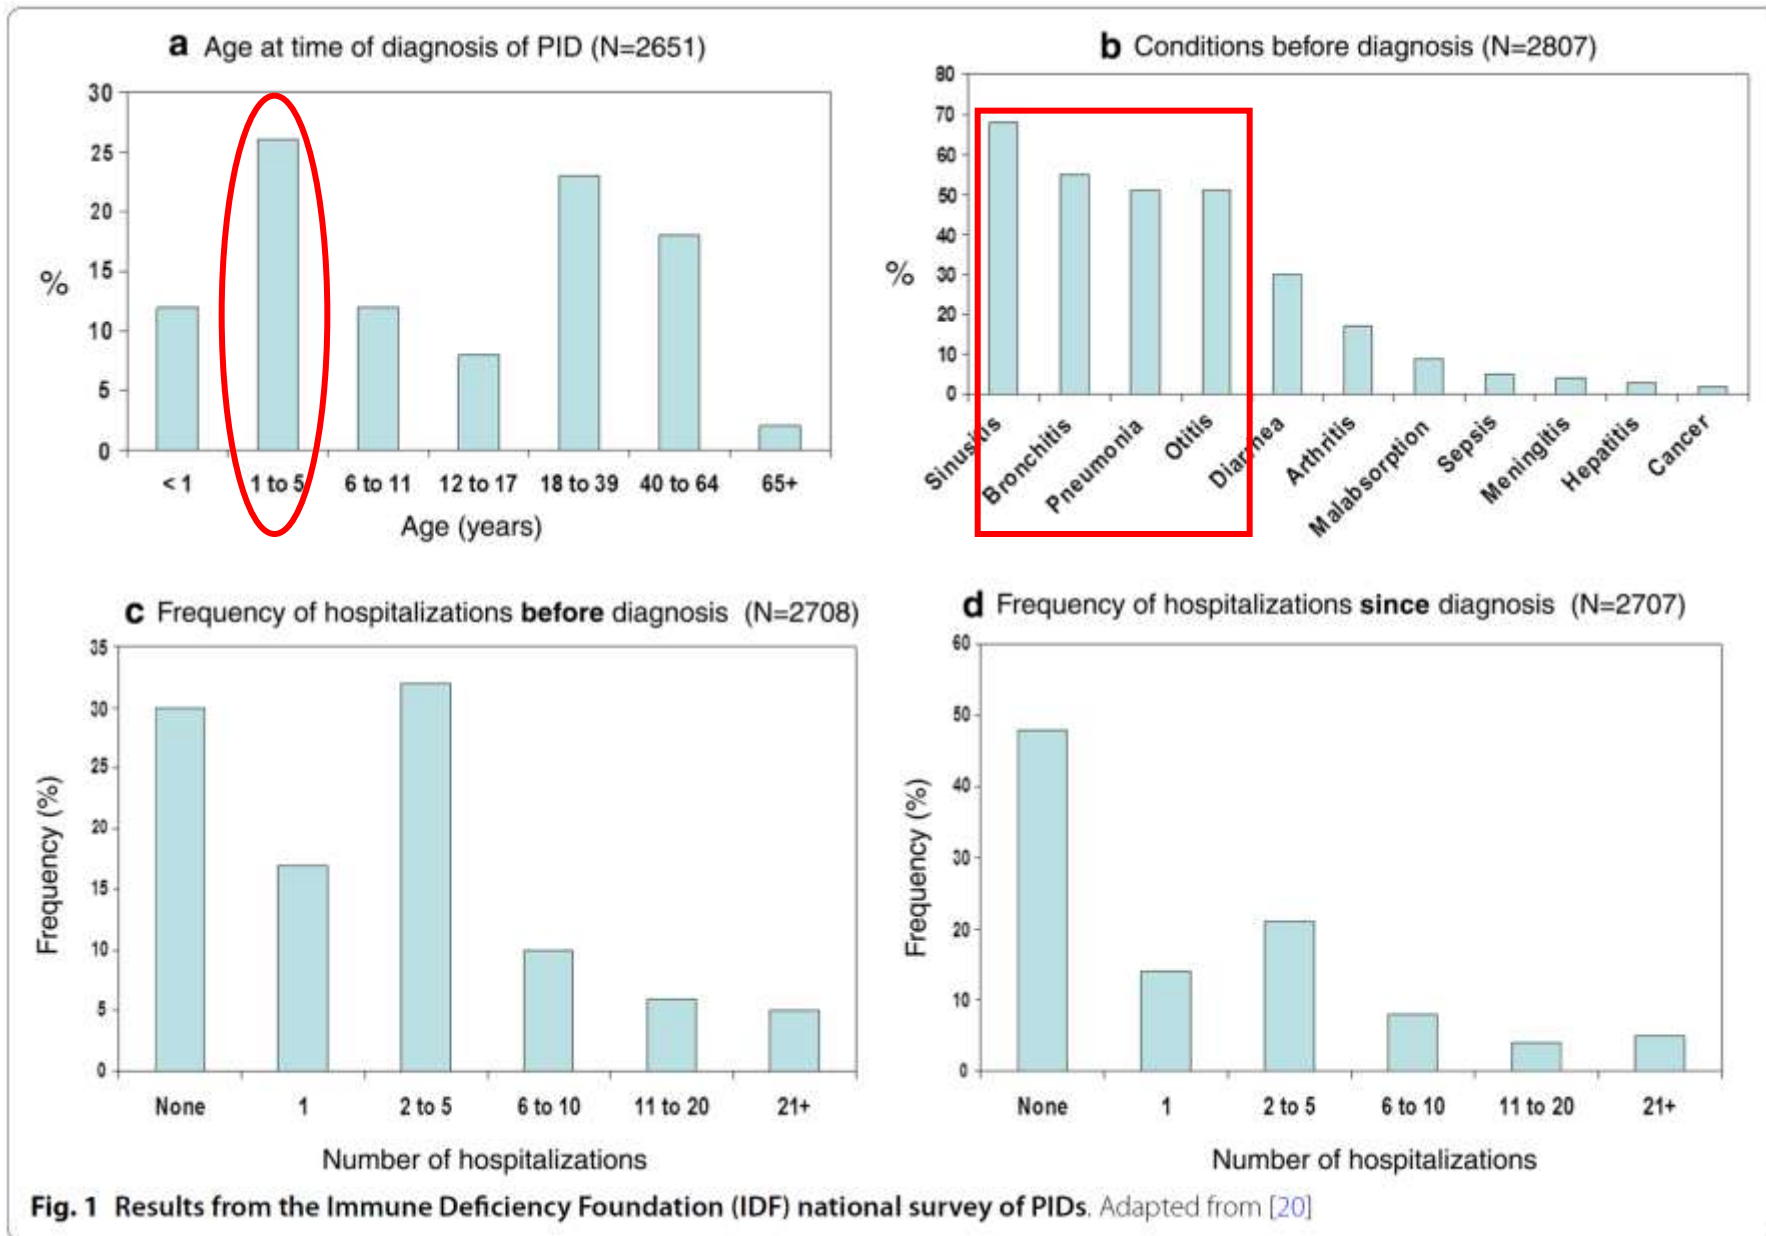 a Age at time of diagnosis of PID (N=2651)
30
25
20
15
10
5
0
%
< 1 1 to 5 6 to 11 12 to 17 18 to 39 40 to 64 65+
Age (years)
b Conditions before diagnosis (N=2807)
80
70
60
50
40
30
20
10
0
%
Sinusitis
Bronchitis
Pneumonia
Otitis
Diarrhea
Arthritis
Malabsorption
Sepsis
Meningitis
Hepatitis
Cancer
c Frequency of hospitalizations before diagnosis (N=2708)
35
30
25
20
15
10
5
0
Frequency (%)
None 1 2 to 5 6 to 10 11 to 20 21+
Number of hospitalizations
d Frequency of hospitalizations since diagnosis (N=2707)
60
50
40
30
20
10
0
Frequency (%)
None 1 2 to 5 6 to 10 11 to 20 21+
Number of hospitalizations
Fig. 1 Results from the Immune Deficiency Foundation (IDF) national survey of PIDs. Adapted from [20]